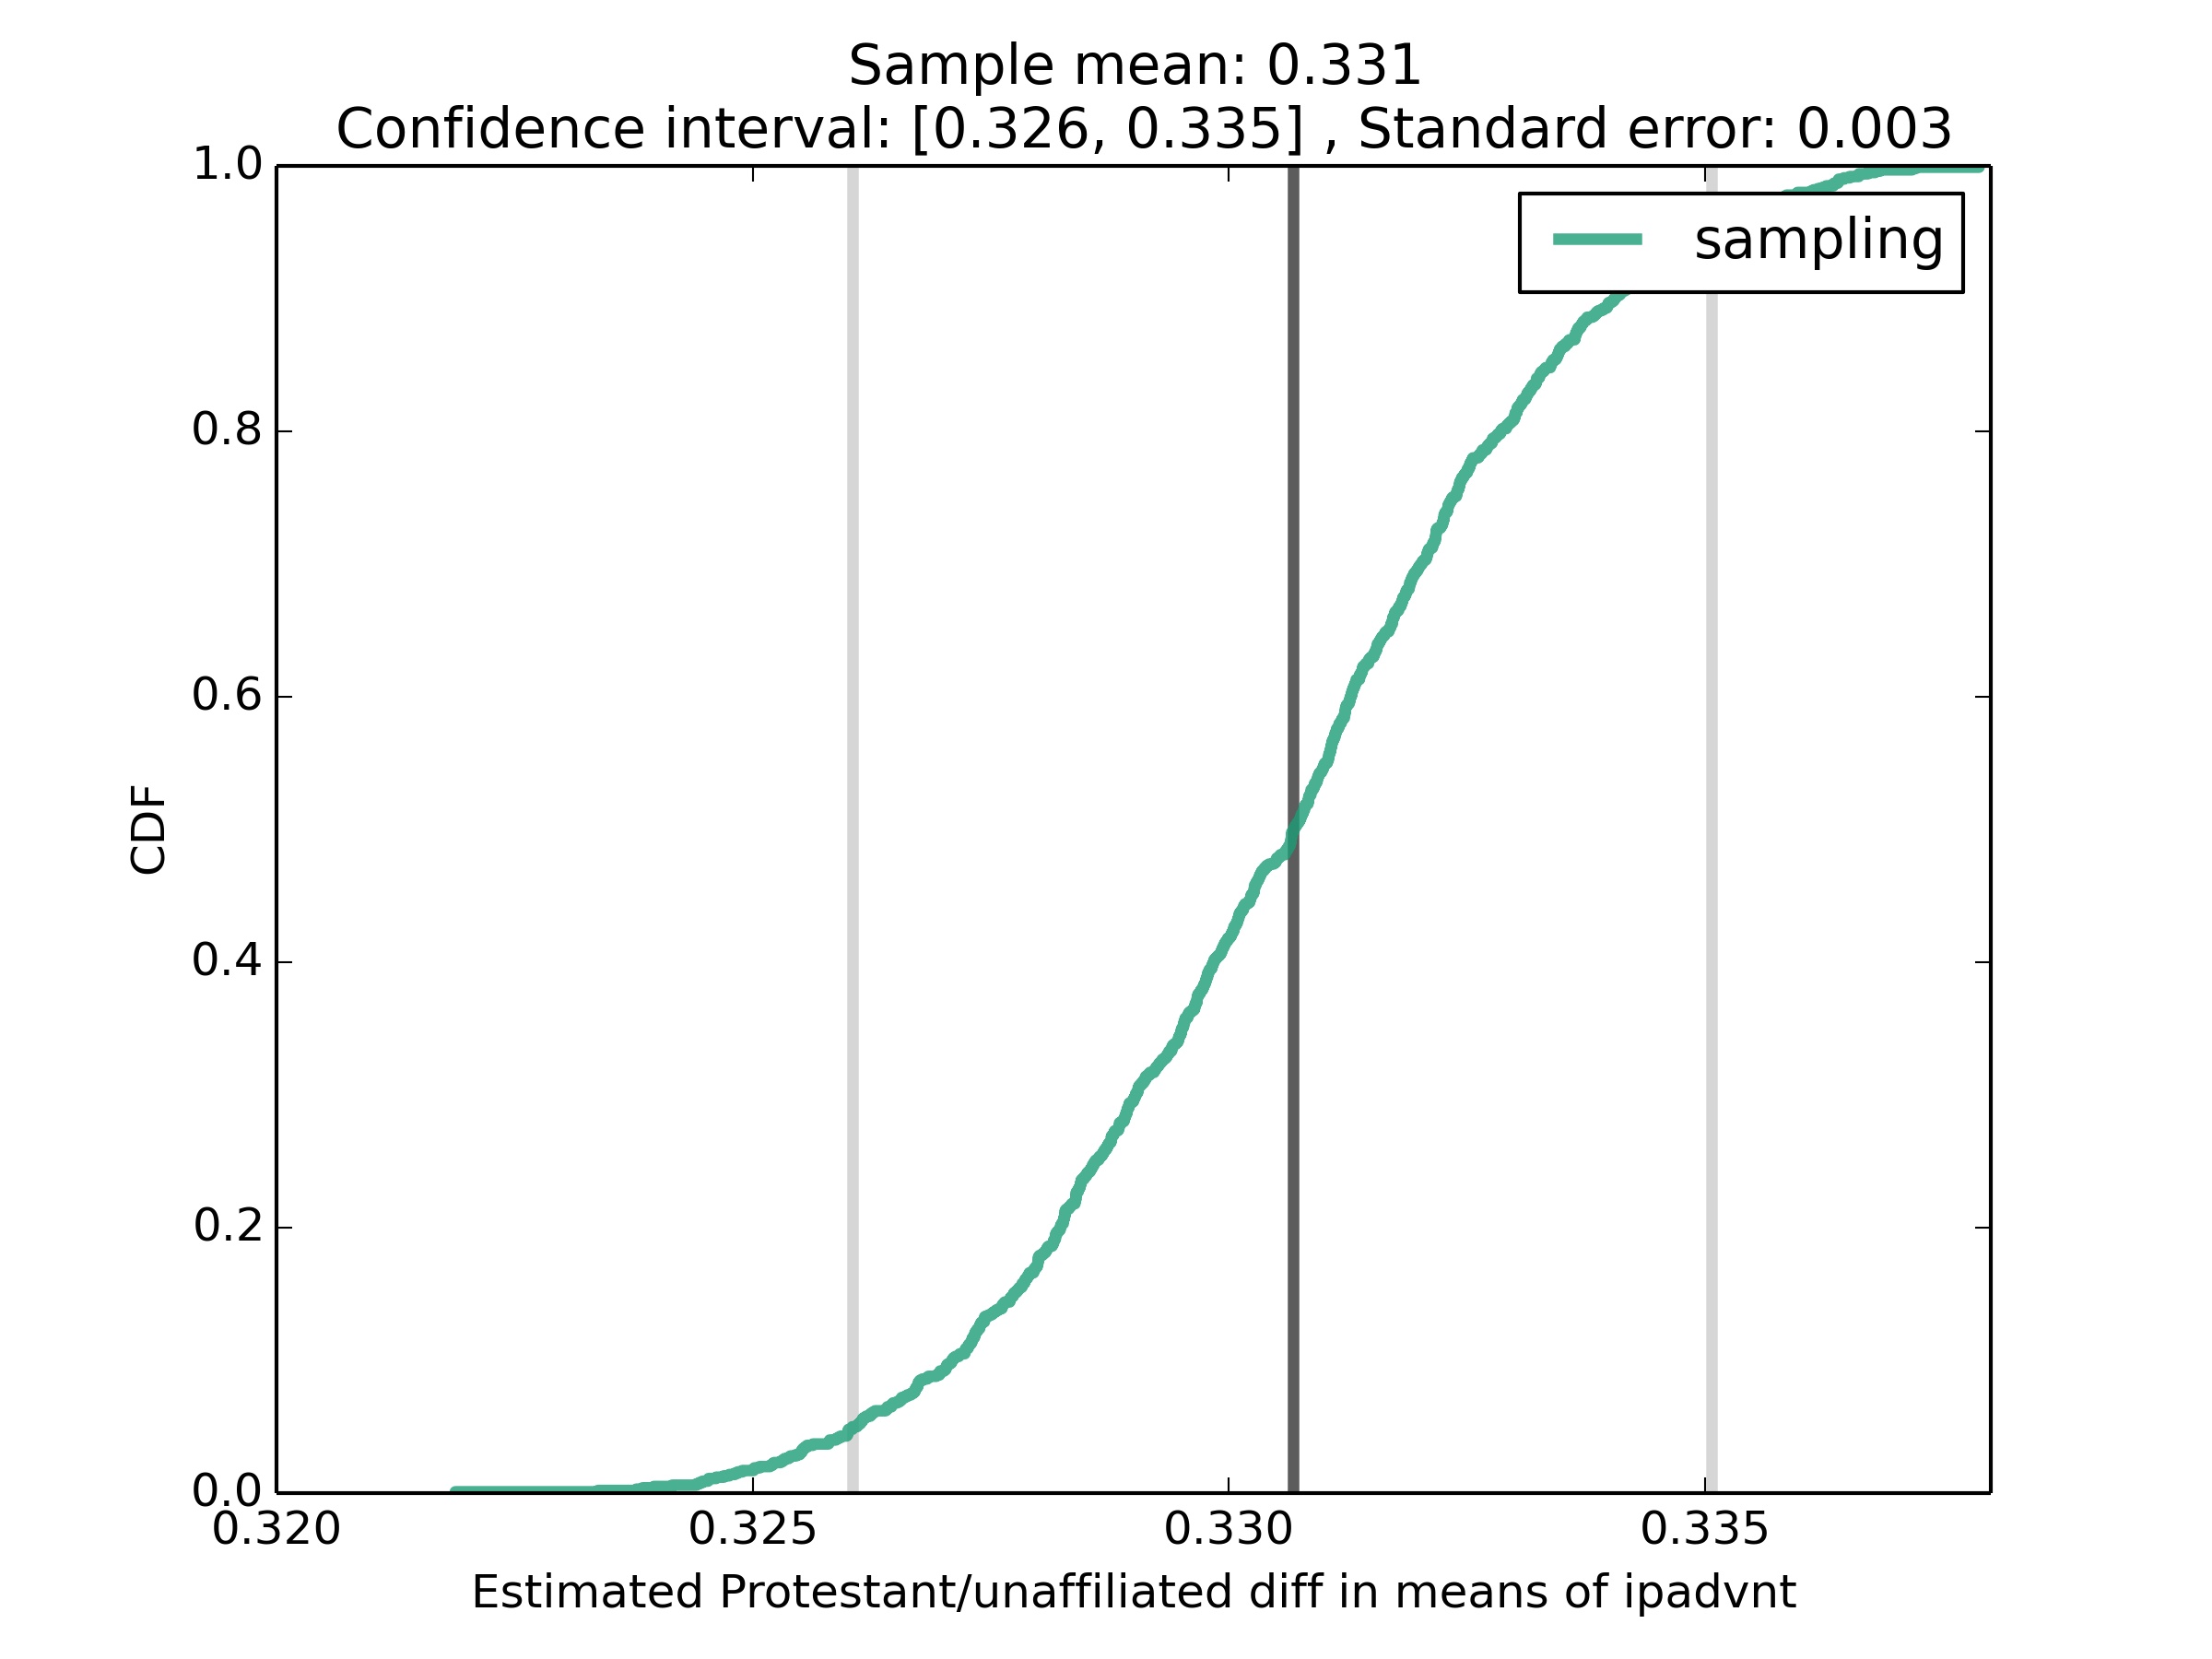 Sample mean: 0.331
Confidence interval: [0.326, 0.335] , Standard error: 0.003
1.0
sampling
0.8
0.6
CDF
0.4
0.2
0.0
0.320 0.325 0.330 0.335
Estimated Protestant/unaffiliated diff in means of ipadvnt